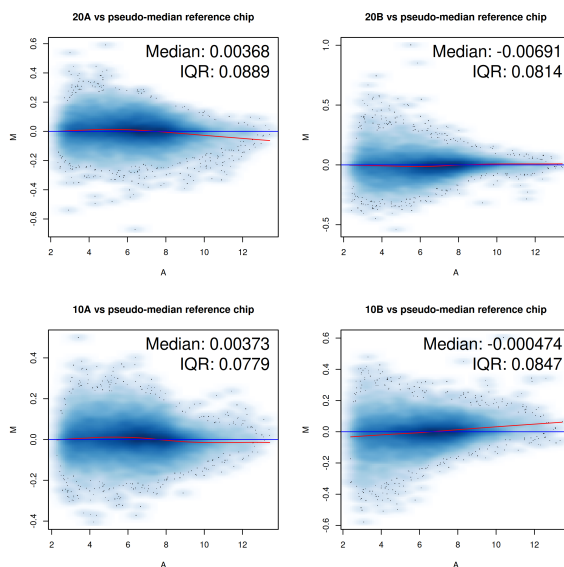 20A vs pseudo-median reference chip
Median: 0.00368
IQR: 0.0889
0.6
0.4
0.2
0.0
-0.2
-0.4
-0.6
M
2 4 6 8 10 12
A
20B vs pseudo-median reference chip
Median: -0.00691
IQR: 0.0814
1.0
0.5
0.0
-0.5
M
2 4 6 8 10 12
A
10A vs pseudo-median reference chip
Median: 0.00373
IQR: 0.0779
0.4
0.2
0.0
-0.2
-0.4
M
2 4 6 8 10 12
A
10B vs pseudo-median reference chip
Median: -0.000474
IQR: 0.0847
0.6
0.4
0.2
0.0
-0.2
-0.4
-0.6
M
2 4 6 8 10 12
A